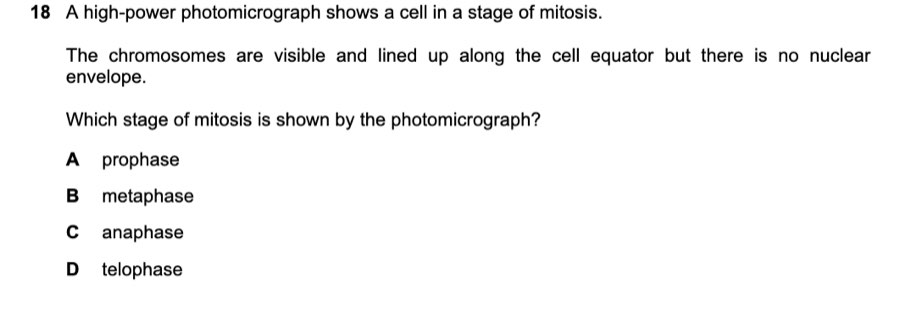 18 A high-power photomicrograph shows a cell in a stage of mitosis.
The chromosomes are visible and lined up along the cell equator but there is no nuclear
envelope.
Which stage of mitosis is shown by the photomicrograph?
A prophase
B metaphase
C anaphase
D telophase